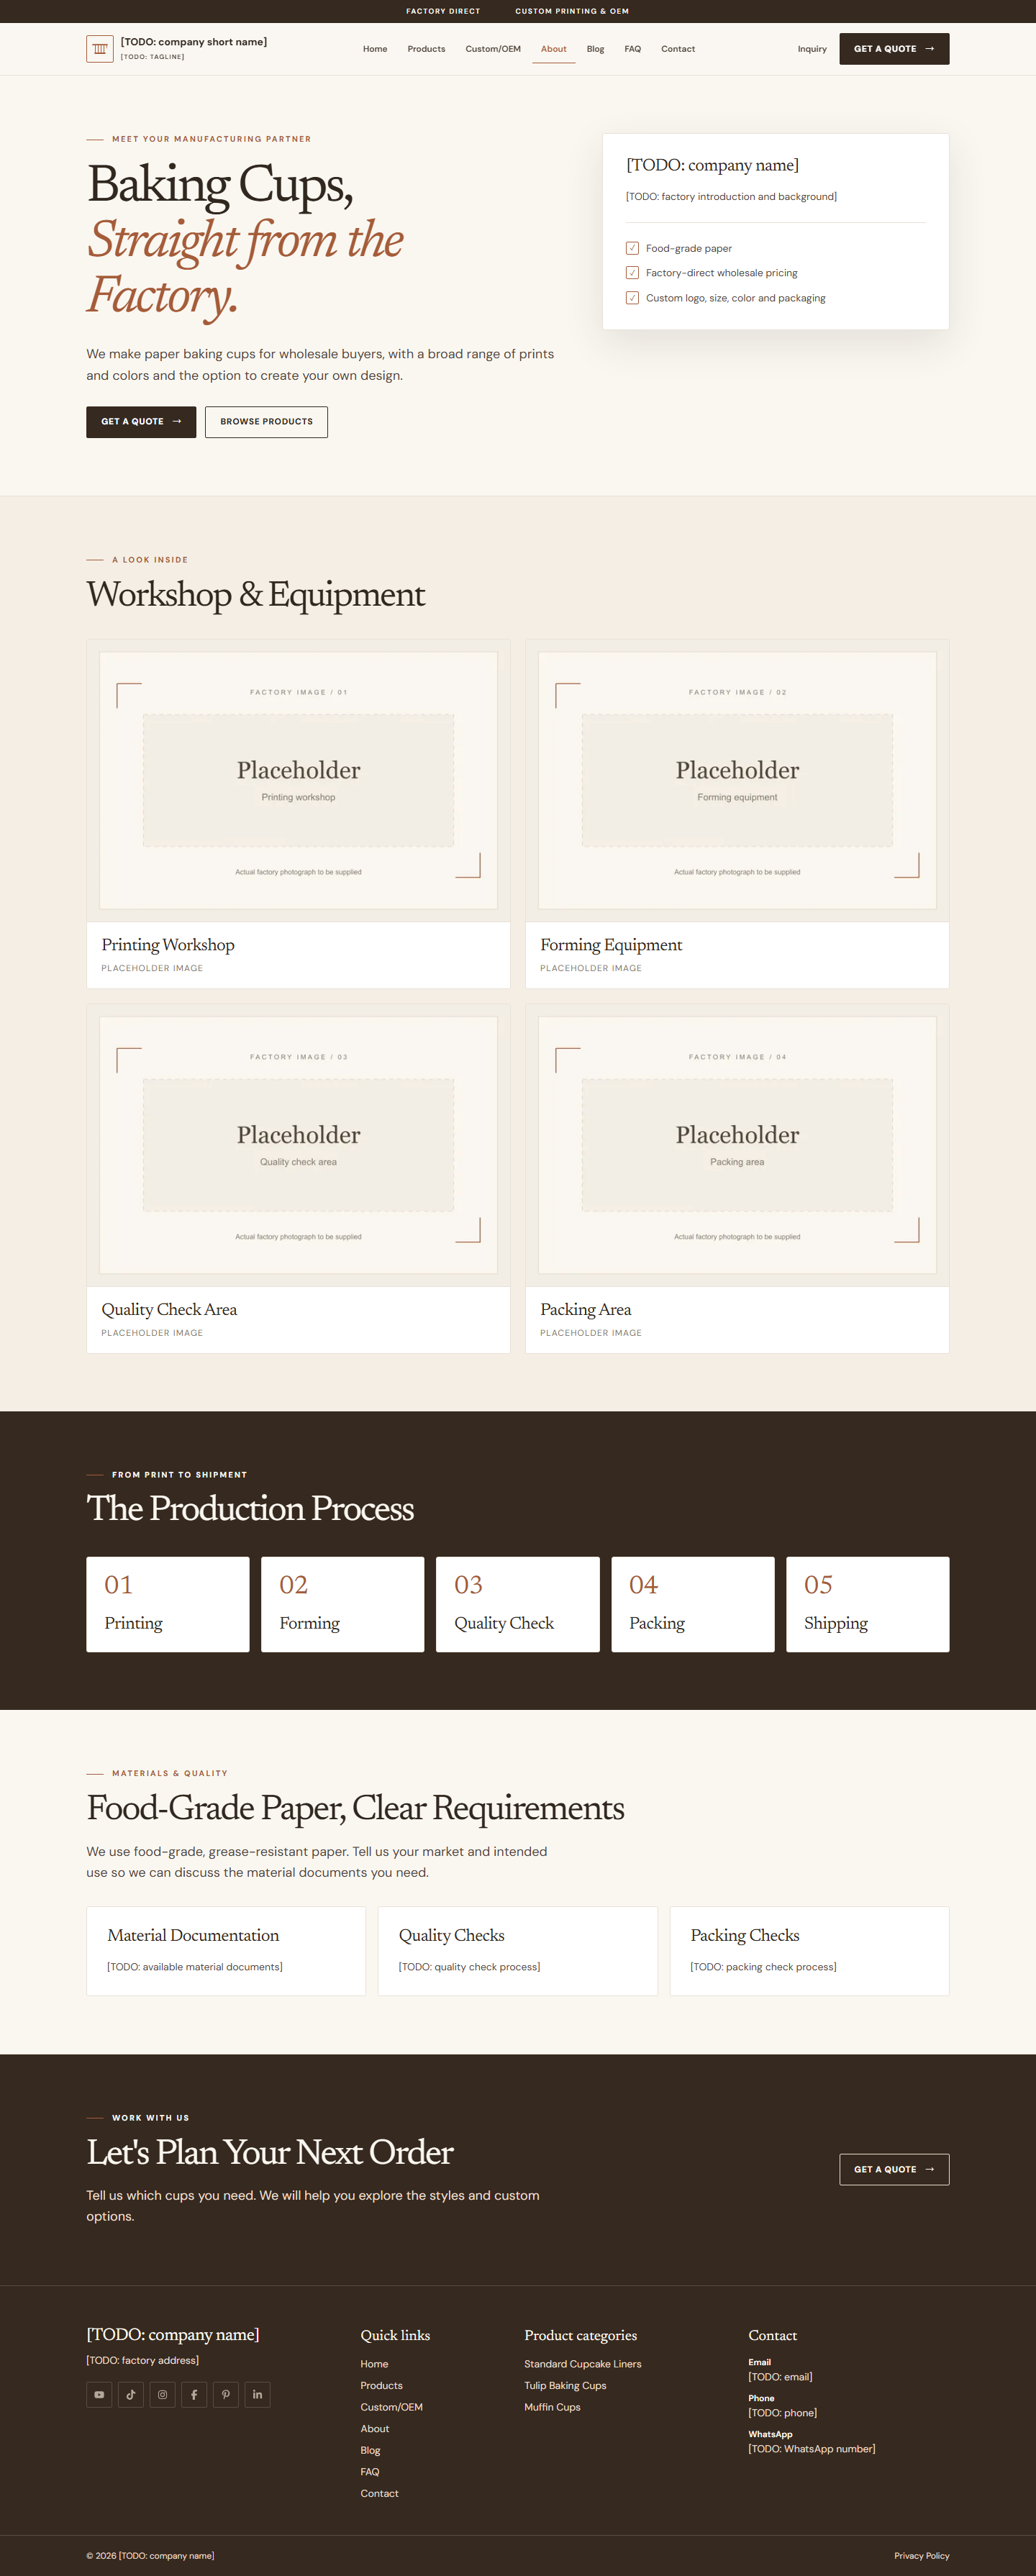 FACTORY DIRECT CUSTOM PRINTING & OEM
[TODO: company short name]
[TODO: TAGLINE]
Home Products Custom/OEM About Blog FAQ Contact
Inquiry GET A QUOTE →
MEET YOUR MANUFACTURING PARTNER
Baking Cups,
Straight from the
Factory.
We make paper baking cups for wholesale buyers, with a broad range of prints
and colors and the option to create your own design.
GET A QUOTE → BROWSE PRODUCTS
[TODO: company name]
[TODO: factory introduction and background]
Food-grade paper
Factory-direct wholesale pricing
Custom logo, size, color and packaging
A LOOK INSIDE
Workshop & Equipment
FACTORY IMAGE / 01
Placeholder
Printing workshop
Actual factory photograph to be supplied
Printing Workshop
PLACEHOLDER IMAGE
FACTORY IMAGE / 02
Placeholder
Forming equipment
Actual factory photograph to be supplied
Forming Equipment
PLACEHOLDER IMAGE
FACTORY IMAGE / 03
Placeholder
Quality check area
Actual factory photograph to be supplied
Quality Check Area
PLACEHOLDER IMAGE
FACTORY IMAGE / 04
Placeholder
Packing area
Actual factory photograph to be supplied
Packing Area
PLACEHOLDER IMAGE
FROM PRINT TO SHIPMENT
The Production Process
01
Printing
02
Forming
03
Quality Check
04
Packing
05
Shipping
MATERIALS & QUALITY
Food-Grade Paper, Clear Requirements
We use food-grade, grease-resistant paper. Tell us your market and intended
use so we can discuss the material documents you need.
Material Documentation
[TODO: available material documents]
Quality Checks
[TODO: quality check process]
Packing Checks
[TODO: packing check process]
WORK WITH US
Let's Plan Your Next Order
Tell us which cups you need. We will help you explore the styles and custom
options.
GET A QUOTE →
[TODO: company name]
[TODO: factory address]
Quick links
Home
Products
Custom/OEM
About
Blog
FAQ
Contact
Product categories
Standard Cupcake Liners
Tulip Baking Cups
Muffin Cups
Contact
Email
[TODO: email]
Phone
[TODO: phone]
WhatsApp
[TODO: WhatsApp number]
© 2026 [TODO: company name]
Privacy Policy